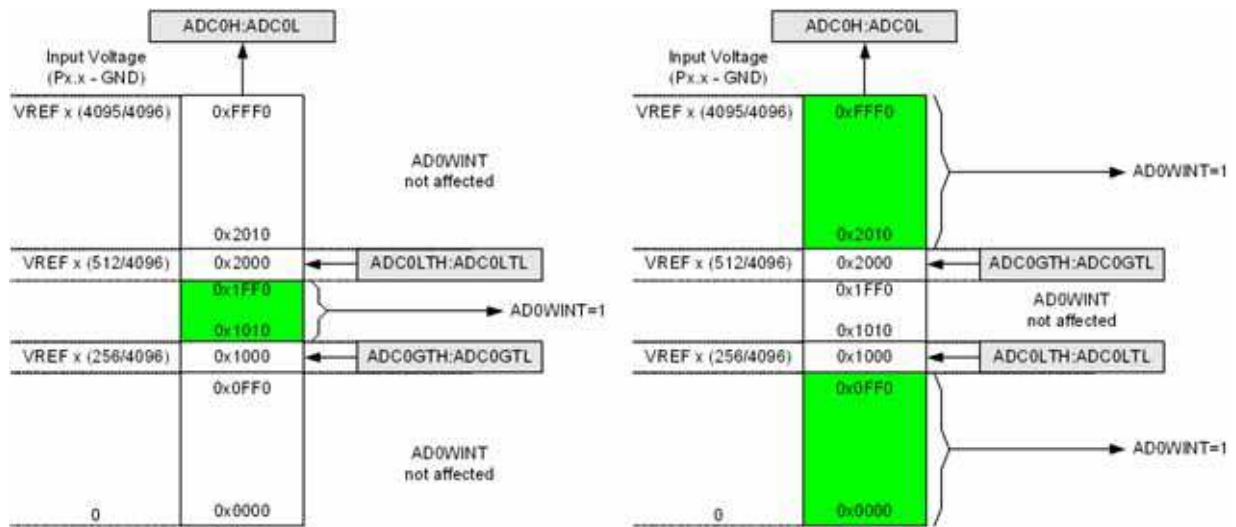 ADC0H:ADC0L
Input Voltage
(Px.x - GND)
VREF x (4095/4096)
0xFFF0
AD0WINT
not affected
0x2010
VREF x (512/4096)
0x2000
ADC0LTH:ADC0LTL
0x1FF0
AD0WINT=1
0x1010
VREF x (256/4096)
0x1000
ADC0GTH:ADC0GTL
0x0FF0
AD0WINT
not affected
0
0x0000
ADC0H:ADC0L
Input Voltage
(Px.x - GND)
VREF x (4095/4096)
0xFFF0
AD0WINT=1
0x2010
VREF x (512/4096)
0x2000
ADC0GTH:ADC0GTL
0x1FF0
AD0WINT
not affected
0x1010
VREF x (256/4096)
0x1000
ADC0LTH:ADC0LTL
0x0FF0
AD0WINT=1
0
0x0000